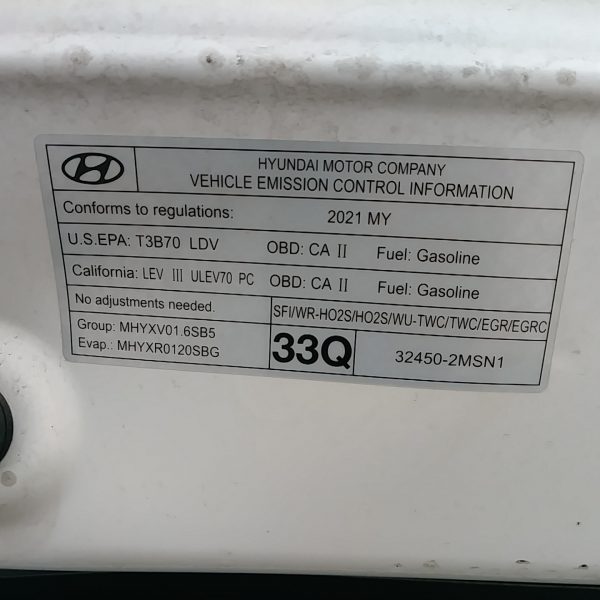 HYUNDAI MOTOR COMPANY
VEHICLE EMISSION CONTROL INFORMATION
Conforms to regulations: 2021 MY
U.S.EPA: T3B70 LDV OBD: CA II Fuel: Gasoline
California: LEV III ULEV70 PC OBD: CA II Fuel: Gasoline
No adjustments needed. SFI/WR-HO2S/HO2S/WU-TWC/TWC/EGR/EGRC
Group: MHYXV01.6SB5
Evap.: MHYXR0120SBG
33Q 32450-2MSN1